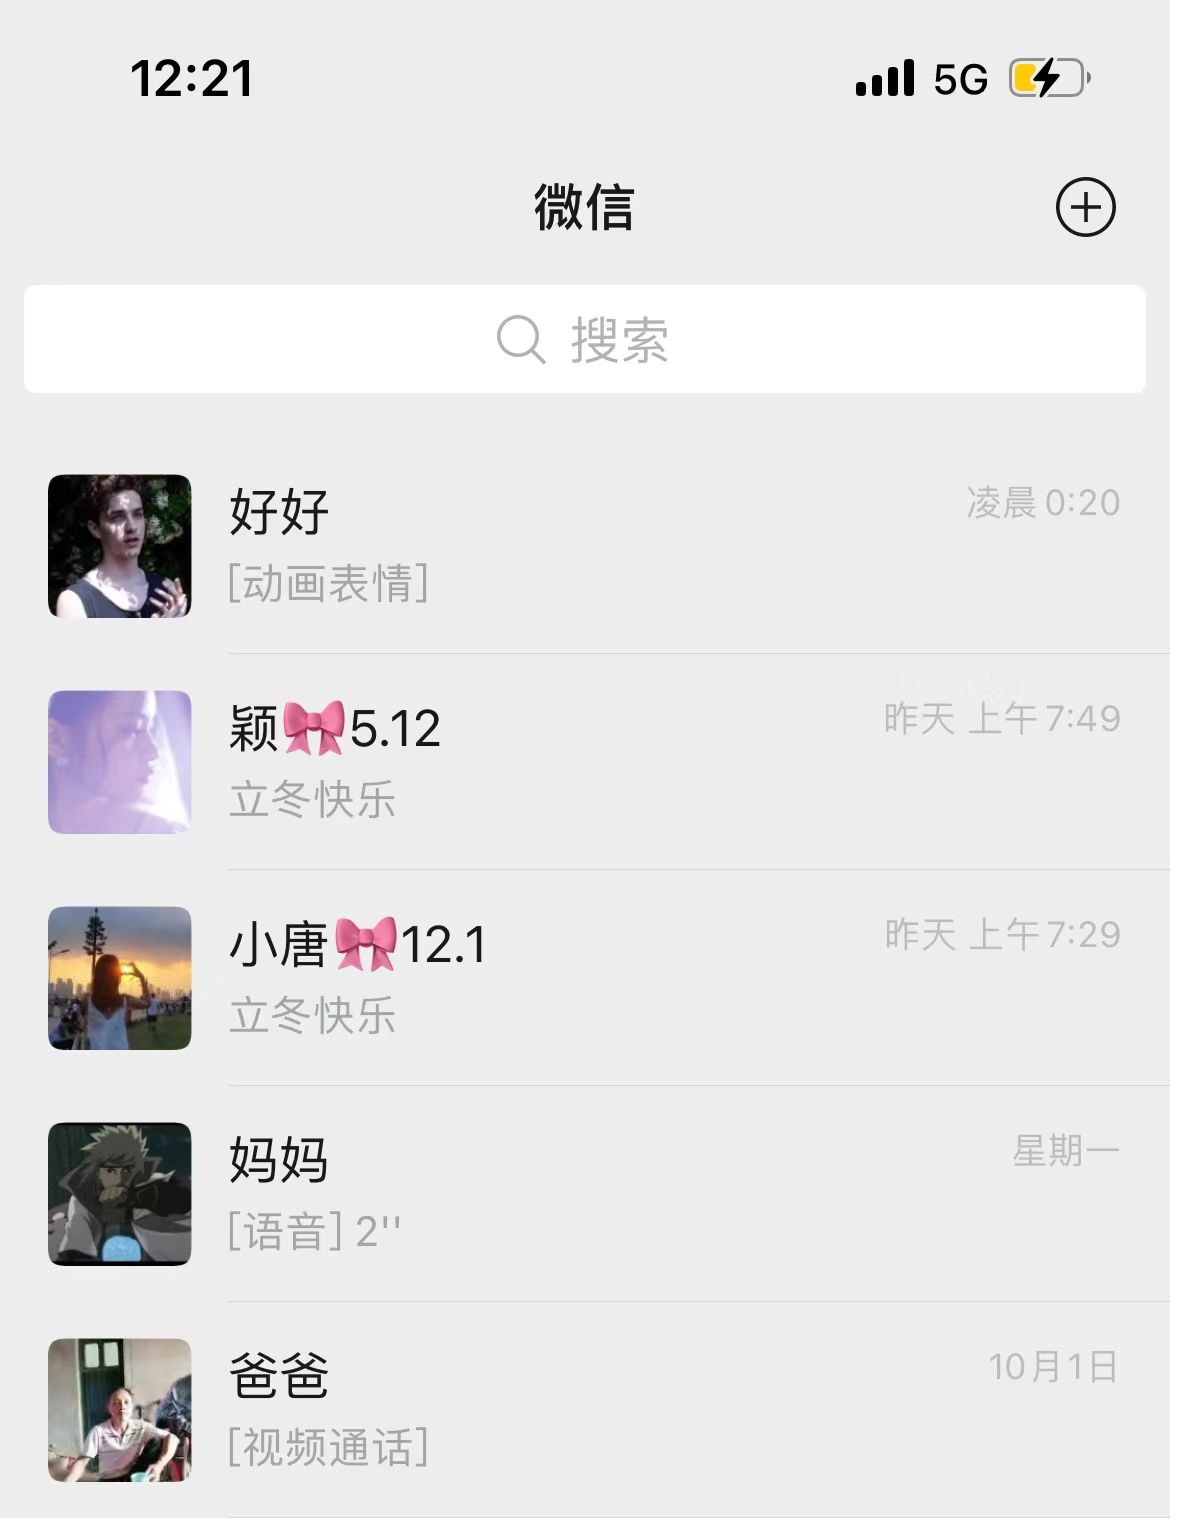 12:21 5G
微信
搜索
好好 凌晨 0:20
[动画表情]
颖🎀5.12 昨天 上午 7:49
立冬快乐
小唐🎀12.1 昨天 上午 7:29
立冬快乐
妈妈 星期一
[语音] 2''
爸爸 10月1日
[视频通话]